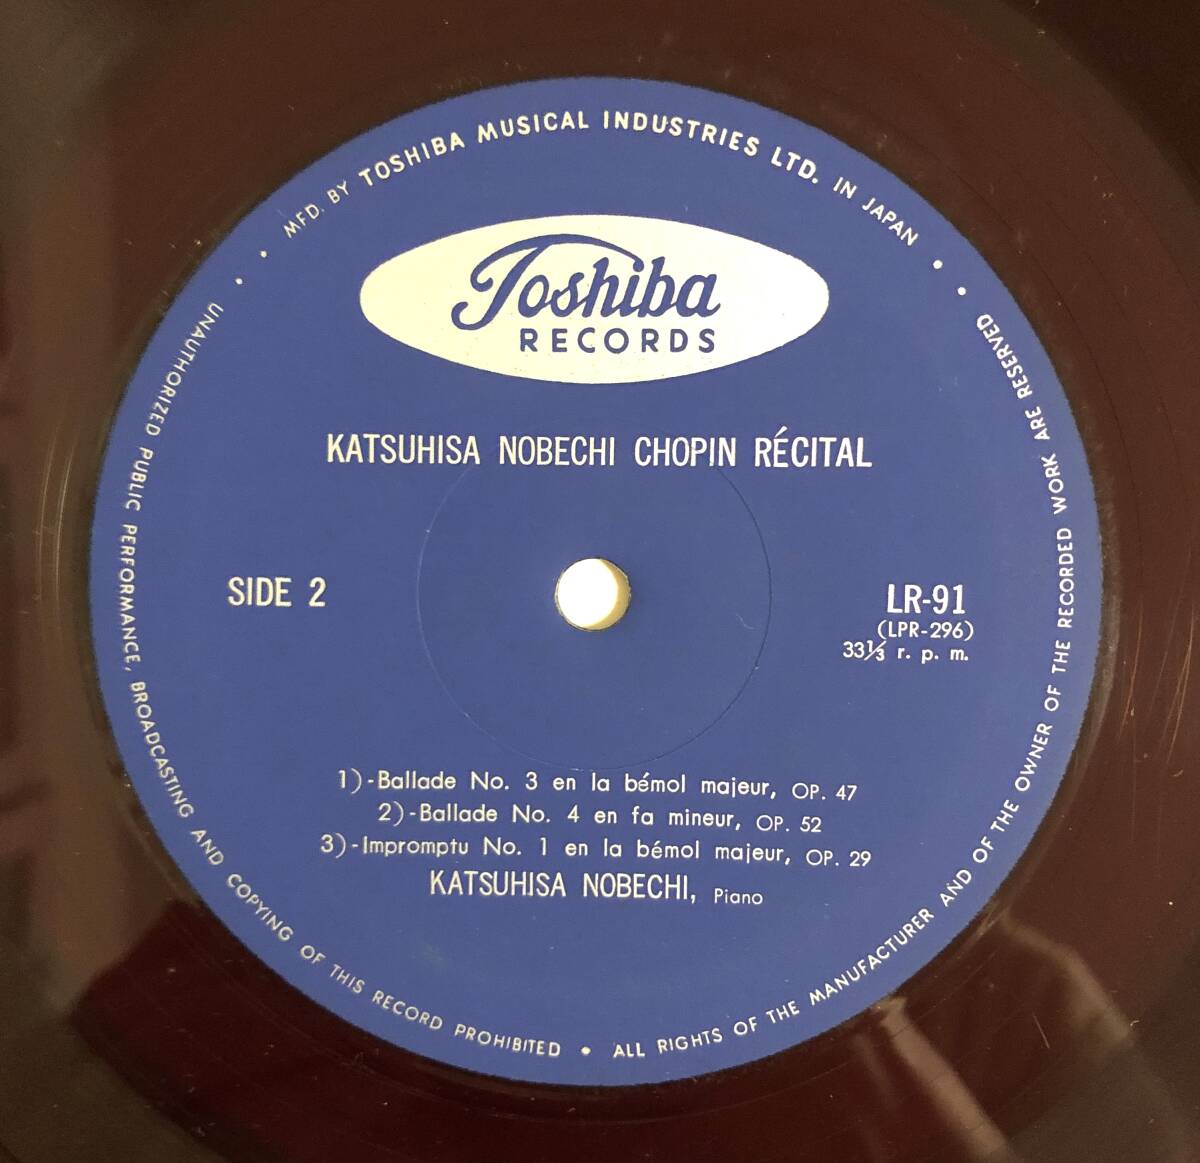 MFD. BY TOSHIBA MUSICAL INDUSTRIES LTD. IN JAPAN
Toshiba
RECORDS
KATSUHISA NOBECHI CHOPIN RÉCITAL
SIDE 2
LR-91
(LPR-296)
33⅓ r. p. m.
1)-Ballade No. 3 en la bémol majeur, OP. 47
2)-Ballade No. 4 en fa mineur, OP. 52
3)-Impromptu No. 1 en la bémol majeur, OP. 29
KATSUHISA NOBECHI, Piano
UNAUTHORIZED PUBLIC PERFORMANCE, BROADCASTING AND COPYING OF THIS RECORD PROHIBITED • ALL RIGHTS OF THE MANUFACTURER AND OF THE OWNER OF THE RECORDED WORK ARE RESERVED